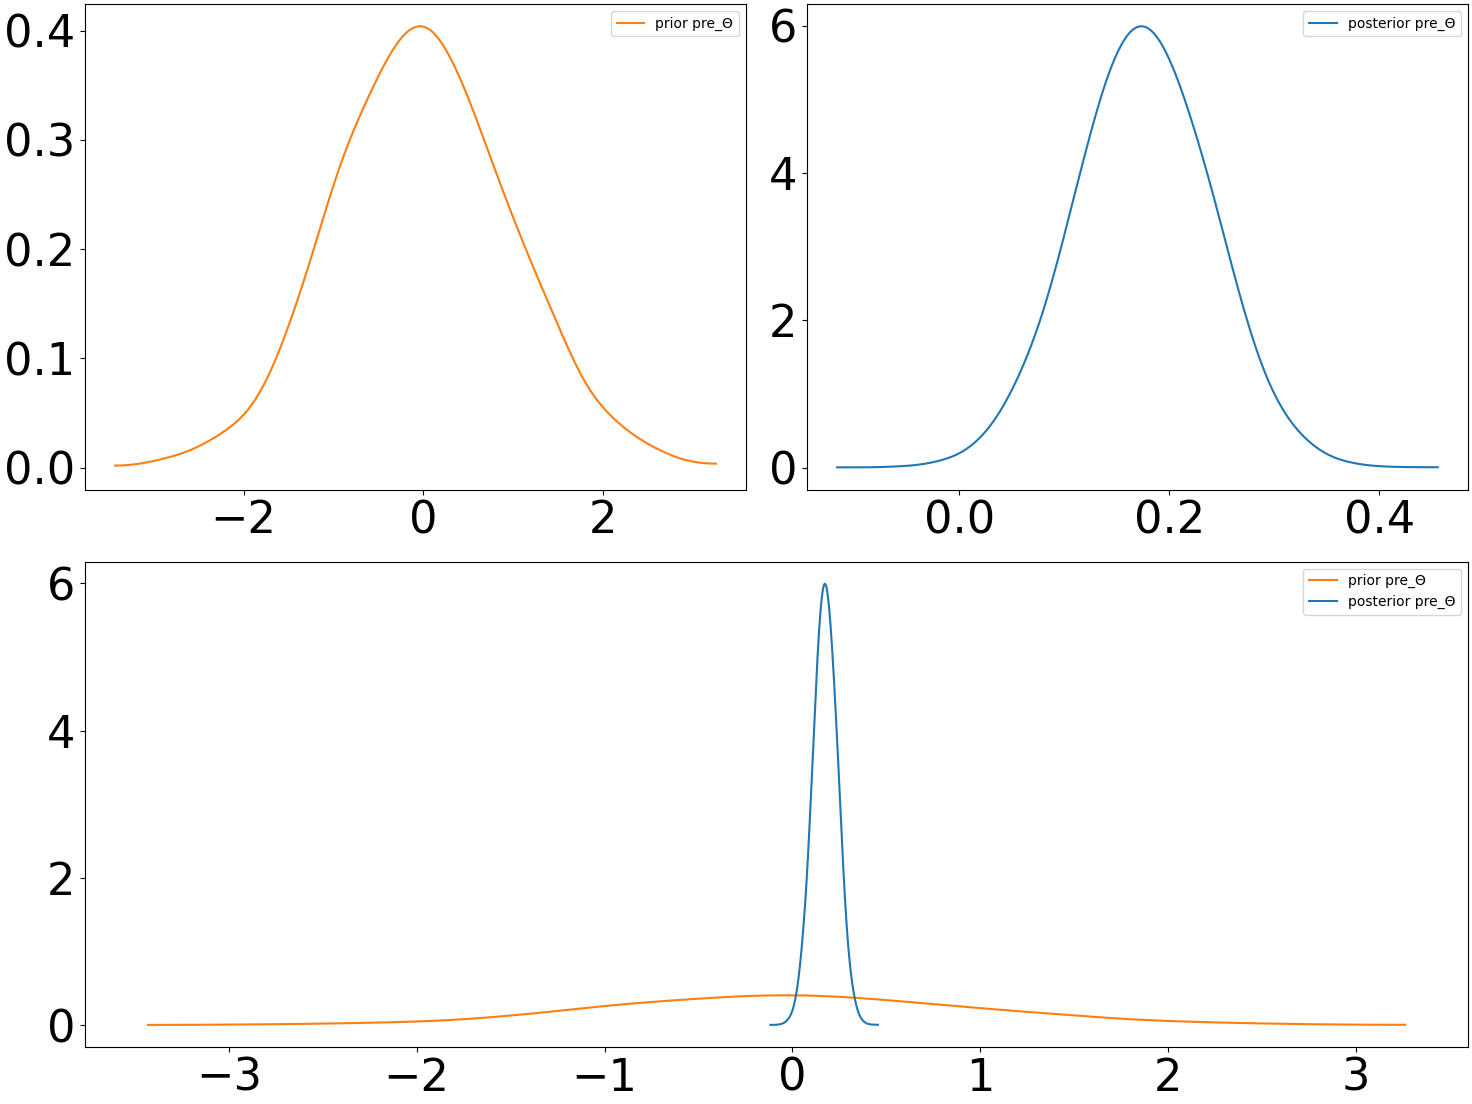 prior pre_Θ
0.4
0.3
0.2
0.1
0.0
−2 0 2
posterior pre_Θ
6
4
2
0
0.0 0.2 0.4
prior pre_Θ
posterior pre_Θ
6
4
2
0
−3 −2 −1 0 1 2 3